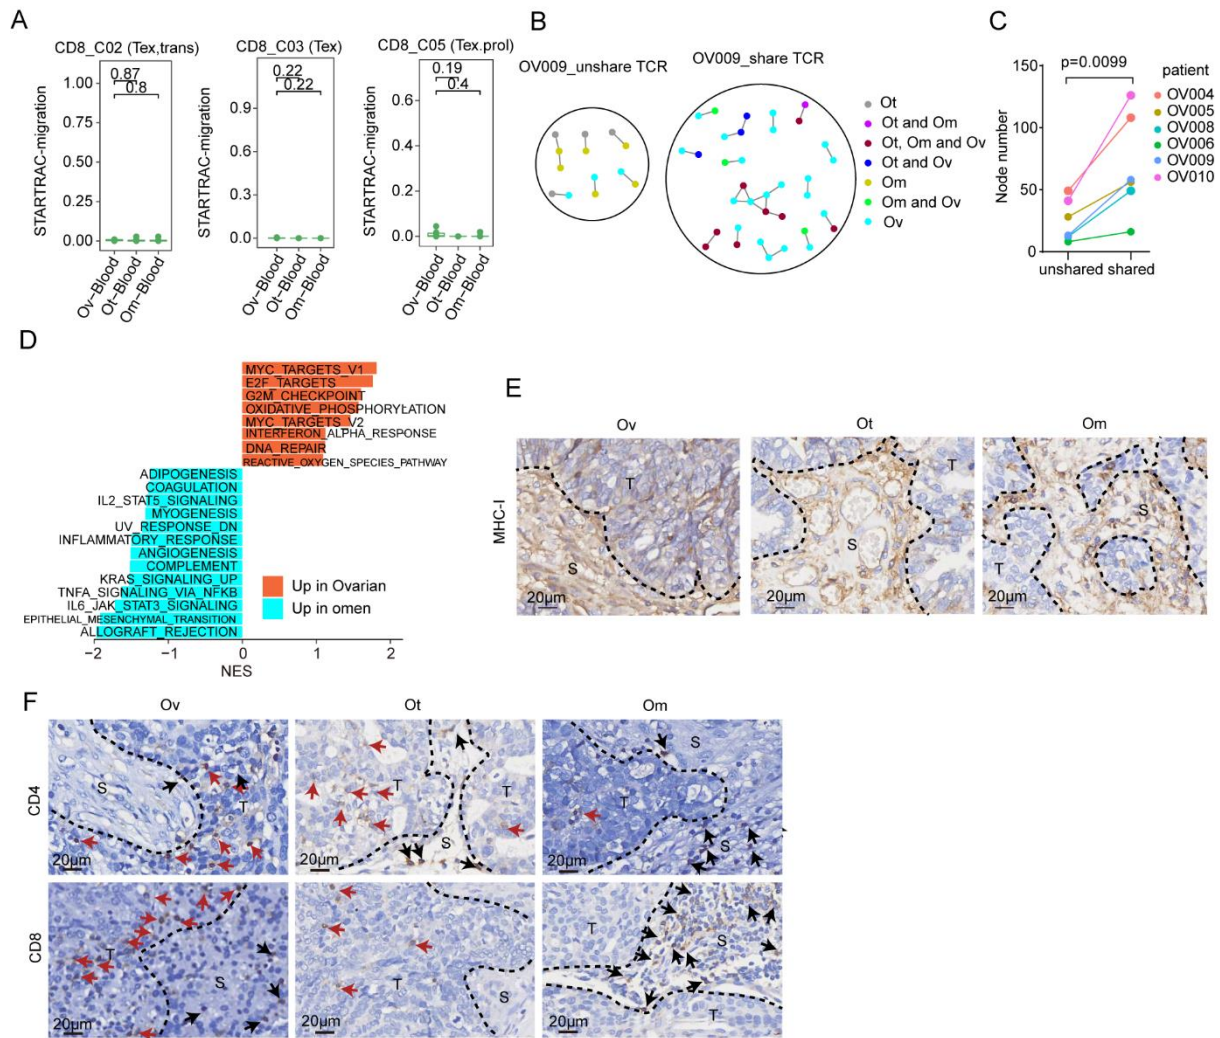 A
CD8_C02 (Tex,trans)
0.87
0.8
1.00
0.75
0.50
0.25
0.00
STARTRAC-migration
Ov-Blood
Ot-Blood
Om-Blood
CD8_C03 (Tex)
0.22
0.22
0.9
0.6
0.3
0.0
STARTRAC-migration
Ov-Blood
Ot-Blood
Om-Blood
CD8_C05 (Tex.prol)
0.19
0.4
0.6
0.4
0.2
0.0
STARTRAC-migration
Ov-Blood
Ot-Blood
Om-Blood
B
OV009_unshare TCR
OV009_share TCR
Ot
Ot and Om
Ot, Om and Ov
Ot and Ov
Om
Om and Ov
Ov
C
p=0.0099
150
100
50
0
Node number
unshared shared
patient
OV004
OV005
OV008
OV006
OV009
OV010
D
MYC_TARGETS_V1
E2F_TARGETS
G2M_CHECKPOINT
OXIDATIVE_PHOSPHORYLATION
MYC_TARGETS_V2
INTERFERON_ALPHA_RESPONSE
DNA_REPAIR
REACTIVE_OXYGEN_SPECIES_PATHWAY
ADIPOGENESIS
COAGULATION
IL2_STAT5_SIGNALING
MYOGENESIS
UV_RESPONSE_DN
INFLAMMATORY_RESPONSE
ANGIOGENESIS
COMPLEMENT
KRAS_SIGNALING_UP
TNFA_SIGNALING_VIA_NFKB
IL6_JAK_STAT3_SIGNALING
EPITHELIAL_MESENCHYMAL_TRANSITION
ALLOGRAFT_REJECTION
Up in Ovarian
Up in omen
−2 −1 0 1 2
NES
E
Ov
Ot
Om
MHC-I
T
S
20μm
S
T
20μm
S
T
20μm
F
Ov
Ot
Om
CD4
S
T
20μm
T
T
S
20μm
S
T
S
20μm
CD8
T
S
20μm
T
S
20μm
T
S
T
20μm